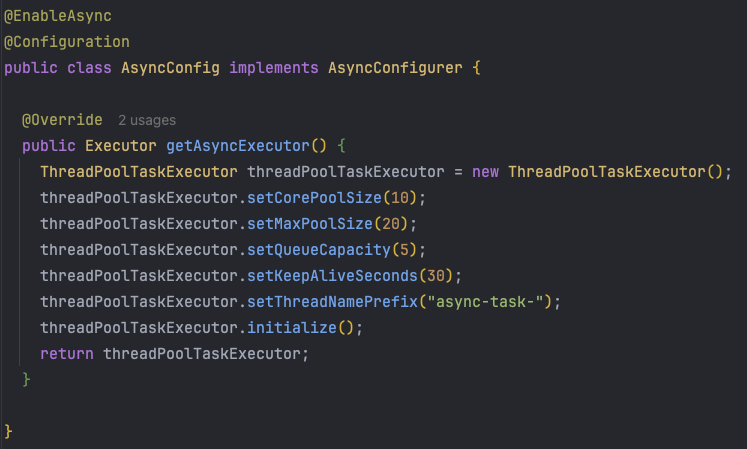 @EnableAsync
@Configuration
public class AsyncConfig implements AsyncConfigurer {
@Override 2 usages
public Executor getAsyncExecutor() {
ThreadPoolTaskExecutor threadPoolTaskExecutor = new ThreadPoolTaskExecutor();
threadPoolTaskExecutor.setCorePoolSize(10);
threadPoolTaskExecutor.setMaxPoolSize(20);
threadPoolTaskExecutor.setQueueCapacity(5);
threadPoolTaskExecutor.setKeepAliveSeconds(30);
threadPoolTaskExecutor.setThreadNamePrefix("async-task-");
threadPoolTaskExecutor.initialize();
return threadPoolTaskExecutor;
}
}